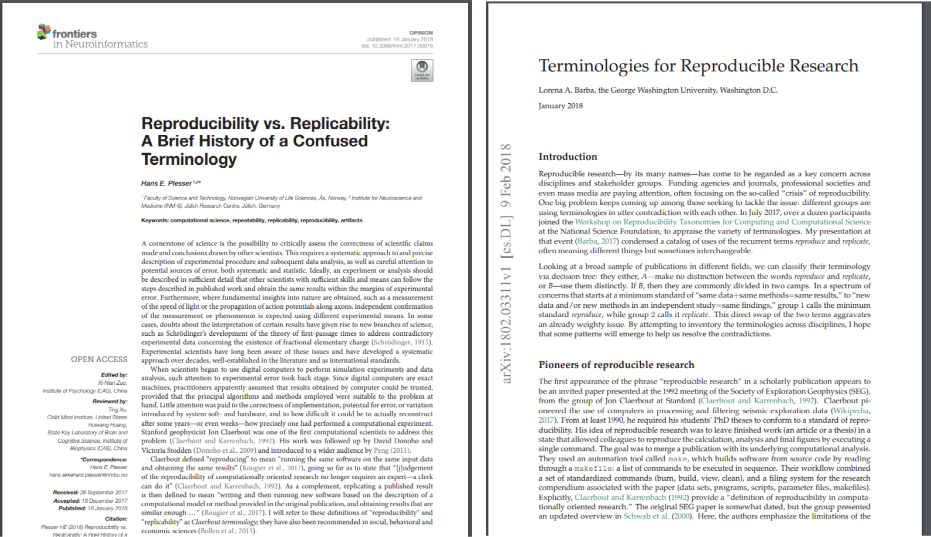 frontiers
in Neuroinformatics
OPINION
published: 18 January 2018
doi: 10.3389/fninf.2017.00076
Reproducibility vs. Replicability:
A Brief History of a Confused
Terminology
Hans E. Plesser 1,2*
1 Faculty of Science and Technology, Norwegian University of Life Sciences, Ås, Norway, 2 Institute for Neuroscience and
Medicine (INM-6), Jülich Research Centre, Jülich, Germany
Keywords: computational science, repeatability, replicability, reproducibility, artifacts
A cornerstone of science is the possibility to critically assess the correctness of scientific claims
made and conclusions drawn by other scientists. This requires a systematic approach to and precise
description of experimental procedure and subsequent data analysis, as well as careful attention to
potential sources of error, both systematic and statistic. Ideally, an experiment or analysis should
be described in sufficient detail that other scientists with sufficient skills and means can follow the
steps described in published work and obtain the same results within the margins of experimental
error. Furthermore, where fundamental insights into nature are obtained, such as a measurement
of the speed of light or the propagation of action potentials along axons, independent confirmation
of the measurement or phenomenon is expected using different experimental means. In some
cases, doubts about the interpretation of certain results have given rise to new branches of science,
such as Schrödinger's development of the theory of first-passage times to address contradictory
experimental data concerning the existence of fractional elementary charge (Schrödinger, 1915).
Experimental scientists have long been aware of these issues and have developed a systematic
approach over decades, well-established in the literature and as international standards.
When scientists began to use digital computers to perform simulation experiments and data
analysis, such attention to experimental error took back stage. Since digital computers are exact
machines, practitioners apparently assumed that results obtained by computer could be trusted,
provided that the principal algorithms and methods employed were suitable to the problem at
hand. Little attention was paid to the correctness of implementation, potential for error, or variation
introduced by system soft- and hardware, and to how difficult it could be to actually reconstruct
after some years—or even weeks—how precisely one had performed a computational experiment.
Stanford geophysicist Jon Claerbout was one of the first computational scientists to address this
problem (Claerbout and Karrenbach, 1992). His work was followed up by David Donoho and
Victoria Stodden (Donoho et al., 2009) and introduced to a wider audience by Peng (2011).
Claerbout defined "reproducing" to mean "running the same software on the same input data
and obtaining the same results" (Rougier et al., 2017), going so far as to state that "[j]udgement
of the reproducibility of computationally oriented research no longer requires an expert—a clerk
can do it" (Claerbout and Karrenbach, 1992). As a complement, replicating a published result
is then defined to mean "writing and then running new software based on the description of a
computational model or method provided in the original publication, and obtaining results that are
similar enough …" (Rougier et al., 2017). I will refer to these definitions of "reproducibility" and
"replicability" as Claerbout terminology; they have also been recommended in social, behavioral and
economic sciences (Bollen et al., 2015).
OPEN ACCESS
Edited by:
Xi-Nian Zuo,
Institute of Psychology (CAS), China
Reviewed by:
Ting Xu,
Child Mind Institute, United States
Huiwang Huang,
State Key Laboratory of Brain and
Cognitive Science, Institute of
Biophysics (CAS), China
*Correspondence:
Hans E. Plesser
hans.ekkehard.plesser@nmbu.no
Received: 26 September 2017
Accepted: 18 December 2017
Published: 18 January 2018
Citation:
Plesser HE (2018) Reproducibility vs.
Replicability: A Brief History of a
arXiv:1802.03311v1 [cs.DL] 9 Feb 2018
Terminologies for Reproducible Research
Lorena A. Barba, the George Washington University, Washington D.C.
January 2018
Introduction
Reproducible research—by its many names—has come to be regarded as a key concern across
disciplines and stakeholder groups. Funding agencies and journals, professional societies and
even mass media are paying attention, often focusing on the so-called "crisis" of reproducibility.
One big problem keeps coming up among those seeking to tackle the issue: different groups are
using terminologies in utter contradiction with each other. In July 2017, over a dozen participants
joined the Workshop on Reproducibility Taxonomies for Computing and Computational Science
at the National Science Foundation, to appraise the variety of terminologies. My presentation at
that event (Barba, 2017) condensed a catalog of uses of the recurrent terms reproduce and replicate,
often meaning different things but sometimes interchangeable.
Looking at a broad sample of publications in different fields, we can classify their terminology
via decision tree: they either, A—make no distinction between the words reproduce and replicate,
or B—use them distinctly. If B, then they are commonly divided in two camps. In a spectrum of
concerns that starts at a minimum standard of "same data+same methods=same results," to "new
data and/or new methods in an independent study=same findings," group 1 calls the minimum
standard reproduce, while group 2 calls it replicate. This direct swap of the two terms aggravates
an already weighty issue. By attempting to inventory the terminologies across disciplines, I hope
that some patterns will emerge to help us resolve the contradictions.
Pioneers of reproducible research
The first appearance of the phrase "reproducible research" in a scholarly publication appears to
be an invited paper presented at the 1992 meeting of the Society of Exploration Geophysics (SEG),
from the group of Jon Claerbout at Stanford (Claerbout and Karrenbach, 1992). Claerbout pi-
oneered the use of computers in processing and filtering seismic exploration data (Wikipedia,
2017). From at least 1990, he required his students' PhD theses to conform to a standard of repro-
ducibility. His idea of reproducible research was to leave finished work (an article or a thesis) in a
state that allowed colleagues to reproduce the calculation, analysis and final figures by executing a
single command. The goal was to merge a publication with its underlying computational analysis.
They used an automation tool called make, which builds software from source code by reading
through a makefile: a list of commands to be executed in sequence. Their workflow combined
a set of standardized commands (burn, build, view, clean), and a filing system for the research
compendium associated with the paper (data sets, programs, scripts, parameter files, makefiles).
Explicitly, Claerbout and Karrenbach (1992) provide a "definition of reproducibility in computa-
tionally oriented research." The original SEG paper is somewhat dated, but the group presented
an updated overview in Schwab et al. (2000). Here, the authors emphasize the limitations of the